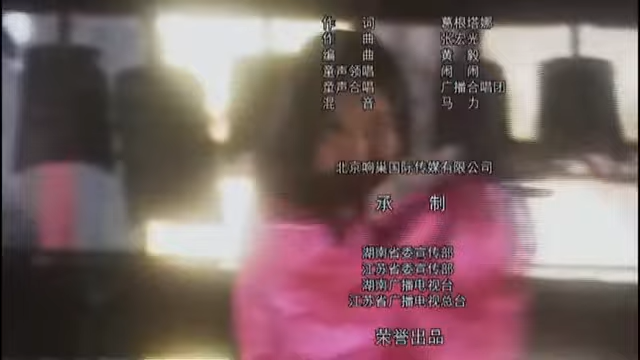 作 词 葛根塔娜
作 曲 张宏光
编 曲 黄毅
童声领唱 闹闹
童声合唱 广播合唱团
混 音 马力
北京响巢国际传媒有限公司
承 制
湖南省委宣传部
江苏省委宣传部
湖南广播电视台
江苏省广播电视总台
荣誉出品